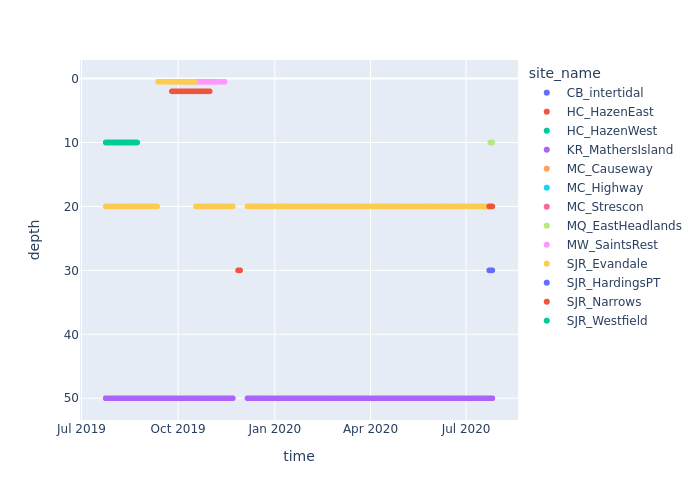 site_name
CB_intertidal
HC_HazenEast
HC_HazenWest
KR_MathersIsland
MC_Causeway
MC_Highway
MC_Strescon
MQ_EastHeadlands
MW_SaintsRest
SJR_Evandale
SJR_HardingsPT
SJR_Narrows
SJR_Westfield
depth
0
10
20
30
40
50
Jul 2019
Oct 2019
Jan 2020
Apr 2020
Jul 2020
time